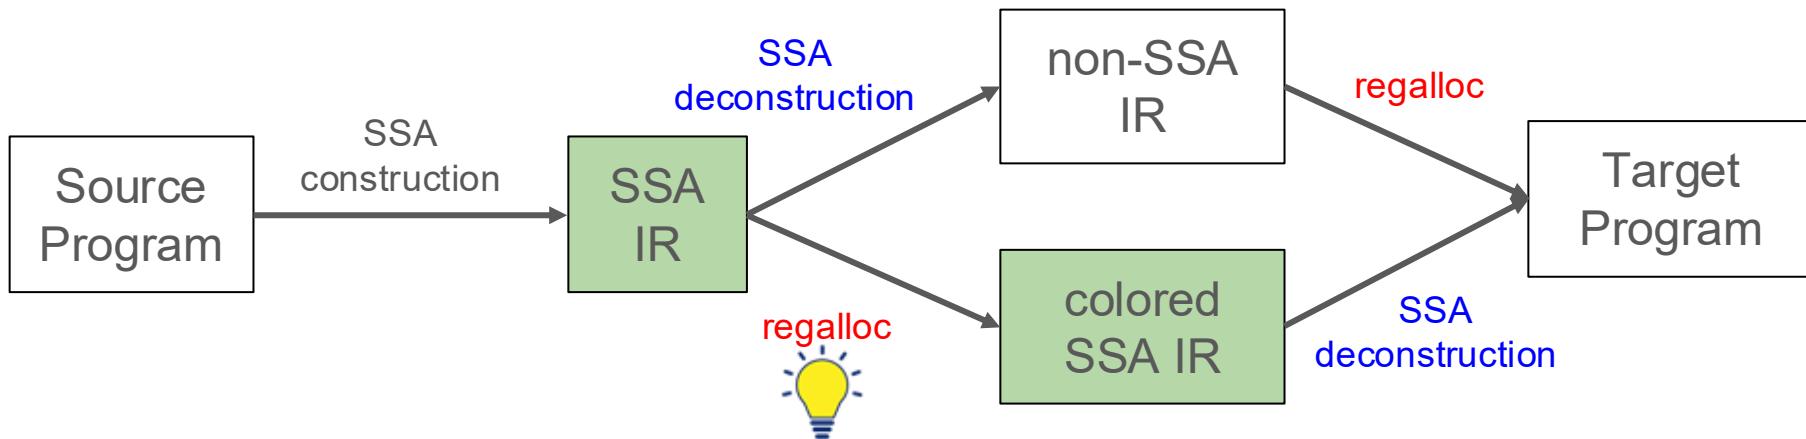 Source
Program
SSA
construction
SSA
IR
SSA
deconstruction
non-SSA
IR
regalloc
regalloc
colored
SSA IR
SSA
deconstruction
Target
Program